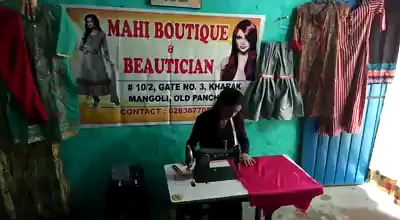 MAHI BOUTIQUE
&
BEAUTICIAN
# 10/2, GATE NO. 3, KHARAK
MANGOLI, OLD PANCH
CONTACT :